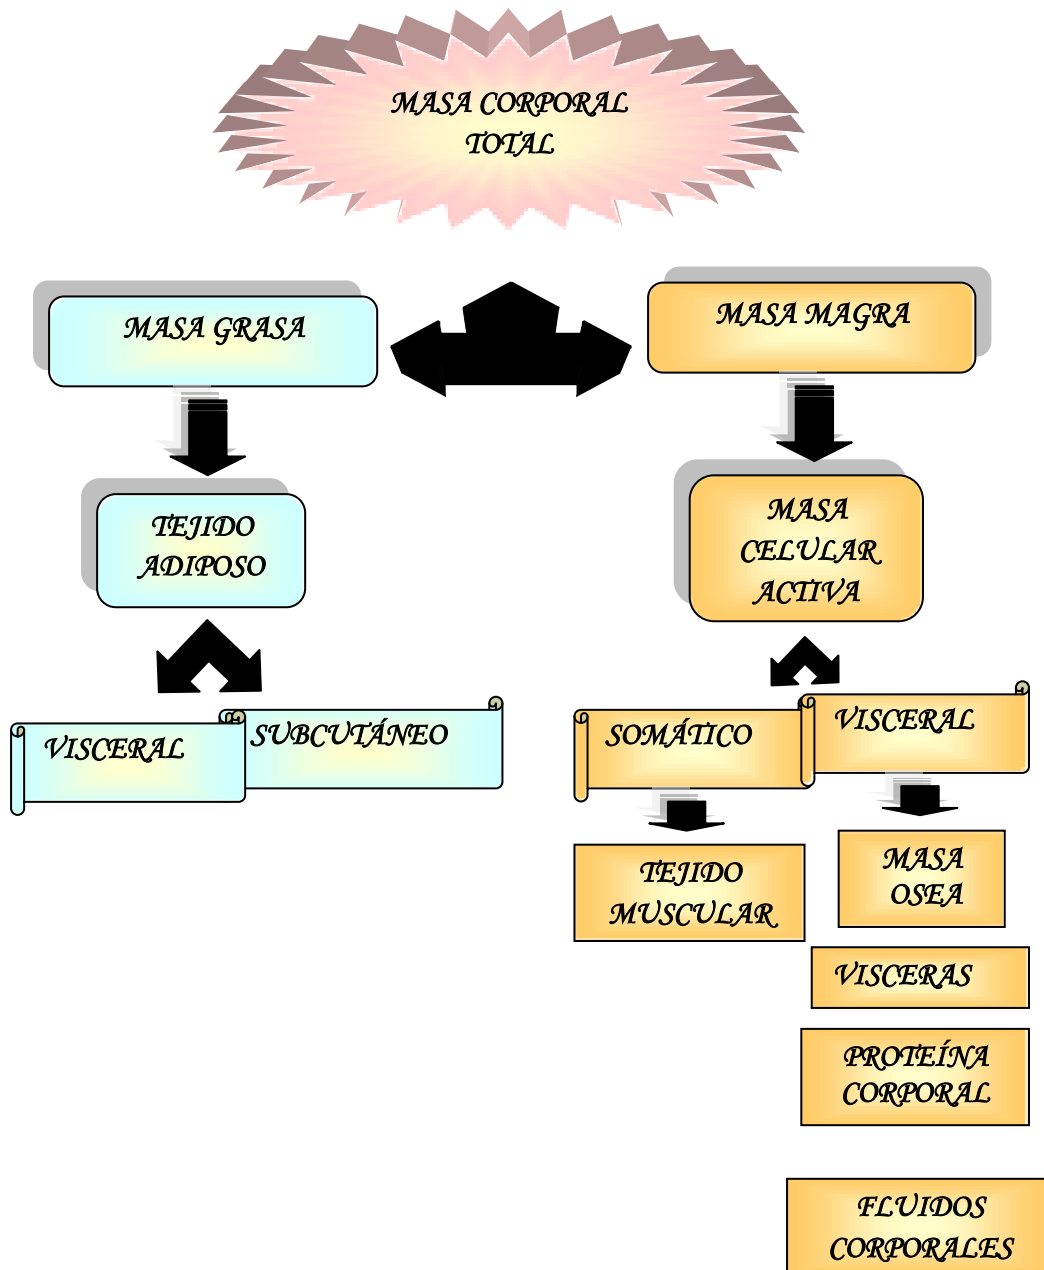 MASA CORPORAL
TOTAL
MASA GRASA
MASA MAGRA
TEJIDO
ADIPOSO
MASA
CELULAR
ACTIVA
VISCERAL
SUBCUTÁNEO
SOMÁTICO
VISCERAL
TEJIDO
MUSCULAR
MASA
OSEA
VISCERAS
PROTEÍNA
CORPORAL
FLUIDOS
CORPORALES